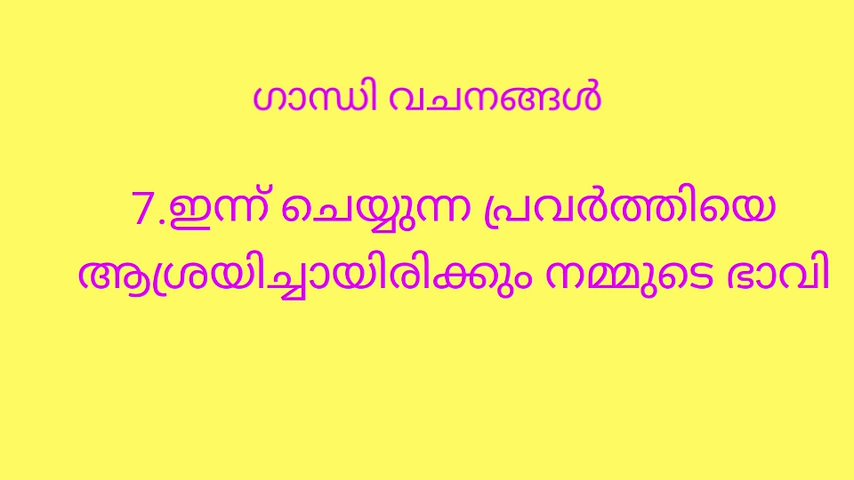 ഗാന്ധി വചനങ്ങൾ
7.ഇന്ന് ചെയ്യുന്ന പ്രവർത്തിയെ
ആശ്രയിച്ചായിരിക്കും നമ്മുടെ ഭാവി